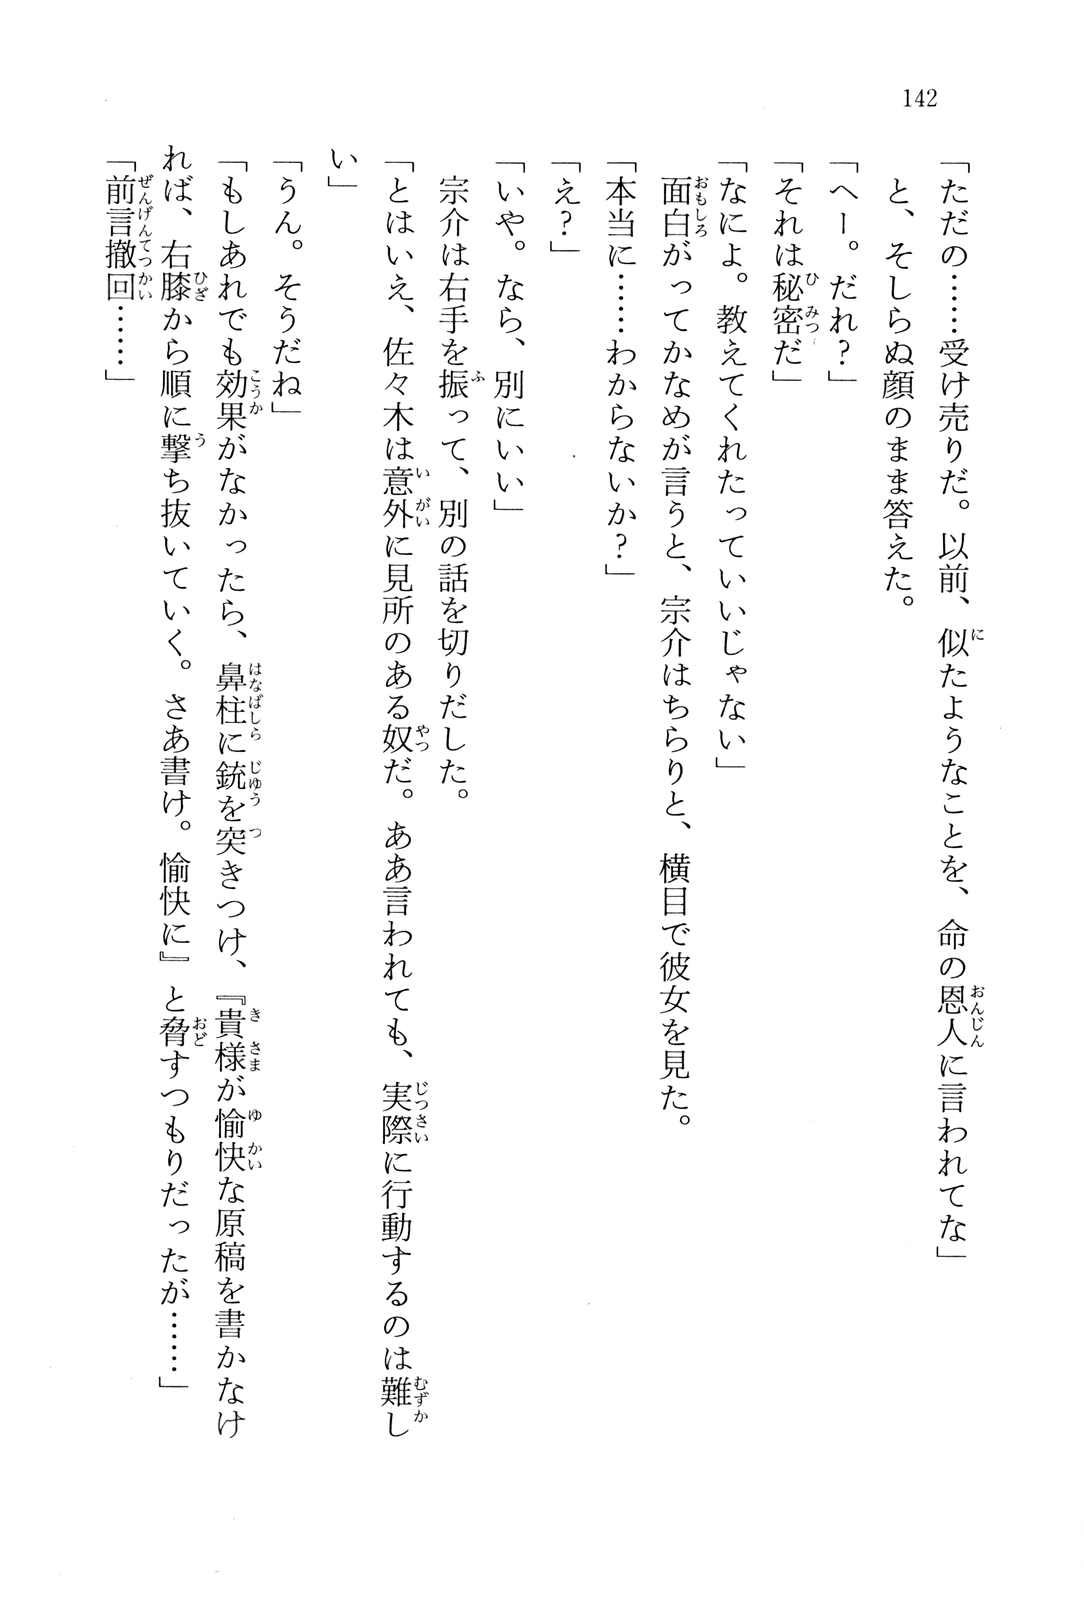 142
「ただの……受け売りだ。以前、似たようなことを、命の恩人に言われてな」
と、そしらぬ顔のまま答えた。
「へー。だれ？」
「それは秘密だ」
「なによ。教えてくれたっていいじゃない」
面白がってかなめが言うと、宗介はちらりと、横目で彼女を見た。
「本当に……わからないか？」
「え？」
「いや。なら、別にいい」
宗介は右手を振って、別の話を切りだした。
「とはいえ、佐々木は意外に見所のある奴だ。ああ言われても、実際に行動するのは難し
い」
「うん。そうだね」
「もしあれでも効果がなかったら、鼻柱に銃を突きつけ、『貴様が愉快な原稿を書かなけ
れば、右膝から順に撃ち抜いていく。さあ書け。愉快に』と脅すつもりだったが……」
「前言撤回……」